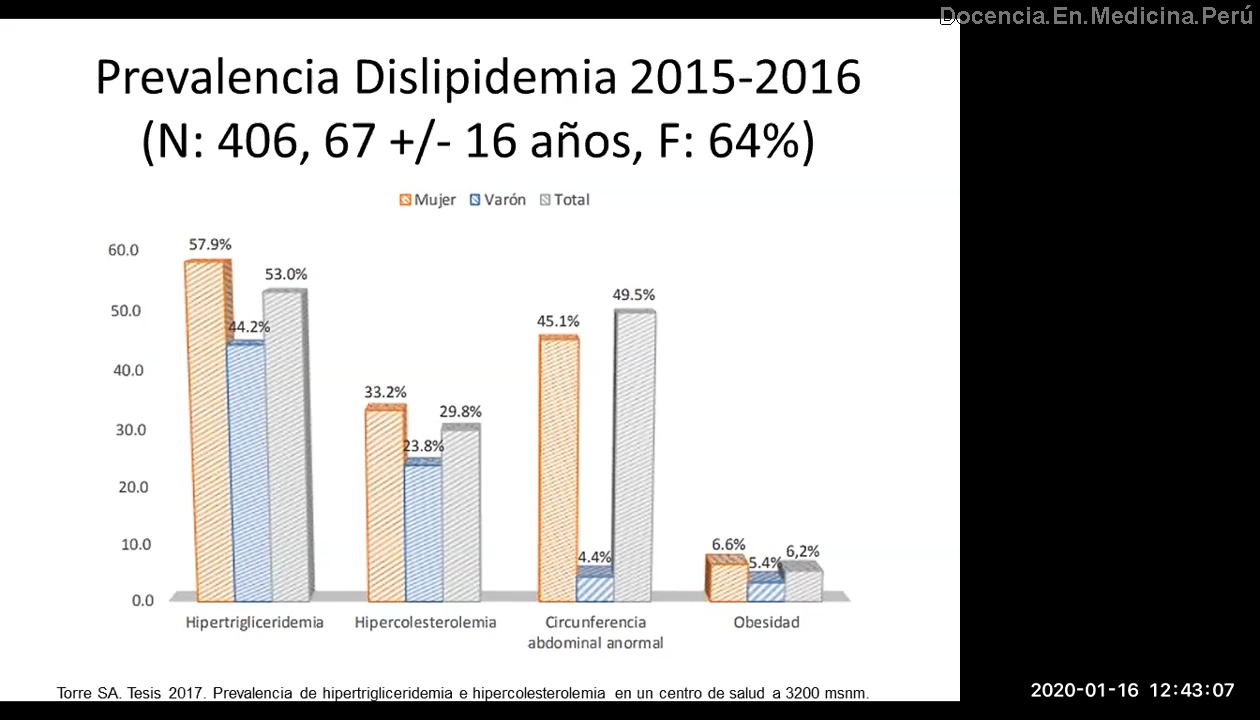 Docencia.En.Medicina.Perú
Prevalencia Dislipidemia 2015-2016
(N: 406, 67 +/- 16 años, F: 64%)
Mujer Varón Total
60.0
50.0
40.0
30.0
20.0
10.0
0.0
57.9%
44.2%
53.0%
33.2%
23.8%
29.8%
45.1%
4.4%
49.5%
6.6%
5.4%
6,2%
Hipertrigliceridemia
Hipercolesterolemia
Circunferencia
abdominal anormal
Obesidad
Torre SA. Tesis 2017. Prevalencia de hipertrigliceridemia e hipercolesterolemia en un centro de salud a 3200 msnm.
2020-01-16 12:43:07